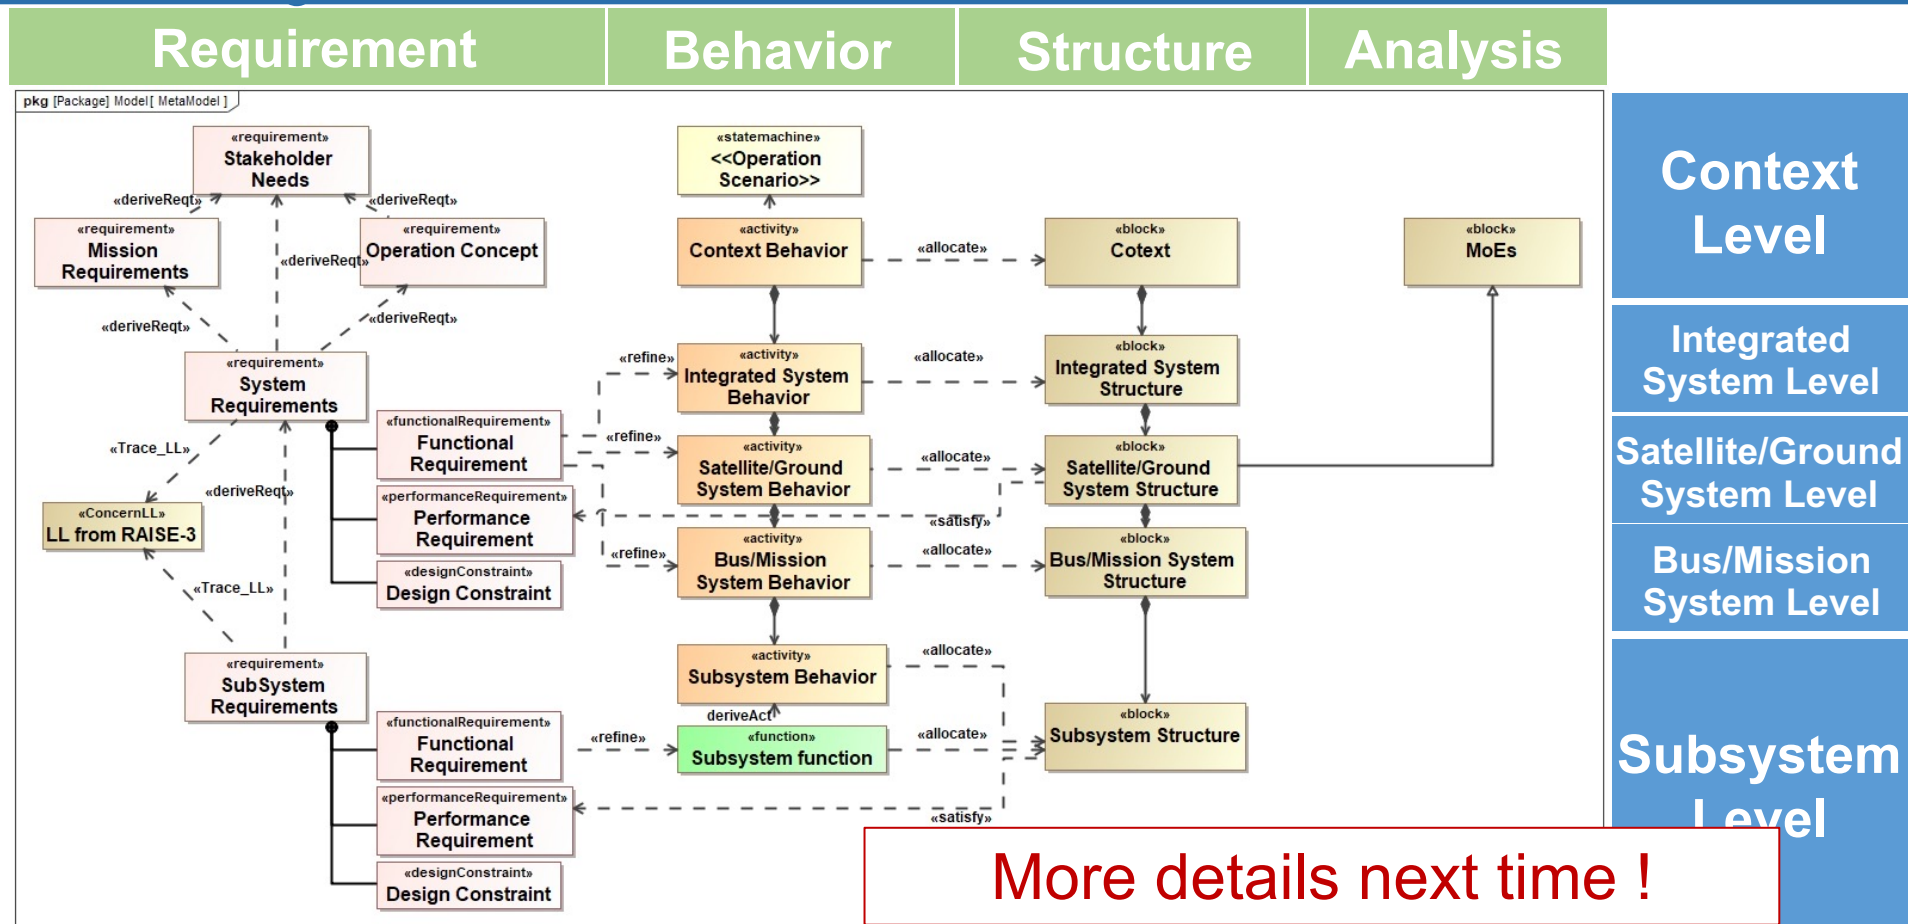 Requirement
Behavior
Structure
Analysis
pkg [Package] Model[ MetaModel ]
«requirement»
Stakeholder
Needs
«deriveReqt»
«deriveReqt»
«requirement»
Mission
Requirements
«deriveReqt»
«requirement»
Operation Concept
«deriveReqt»
«deriveReqt»
«requirement»
System
Requirements
«functionalRequirement»
Functional
Requirement
«performanceRequirement»
Performance
Requirement
«designConstraint»
Design Constraint
«Trace_LL»
«deriveReqt»
«ConcernLL»
LL from RAISE-3
«Trace_LL»
«requirement»
SubSystem
Requirements
«functionalRequirement»
Functional
Requirement
«performanceRequirement»
Performance
Requirement
«designConstraint»
Design Constraint
«statemachine»
<<Operation
Scenario>>
«activity»
Context Behavior
«refine»
«activity»
Integrated System
Behavior
«refine»
«activity»
Satellite/Ground
System Behavior
«refine»
«activity»
Bus/Mission
System Behavior
«activity»
Subsystem Behavior
deriveAct
«refine»
«function»
Subsystem function
«allocate»
«allocate»
«allocate»
«satisfy»
«allocate»
«allocate»
«allocate»
«satisfy»
«block»
Cotext
«block»
Integrated System
Structure
«block»
Satellite/Ground
System Structure
«block»
Bus/Mission System
Structure
«block»
Subsystem Structure
«block»
MoEs
Context
Level
Integrated
System Level
Satellite/Ground
System Level
Bus/Mission
System Level
Subsystem
Level
More details next time !